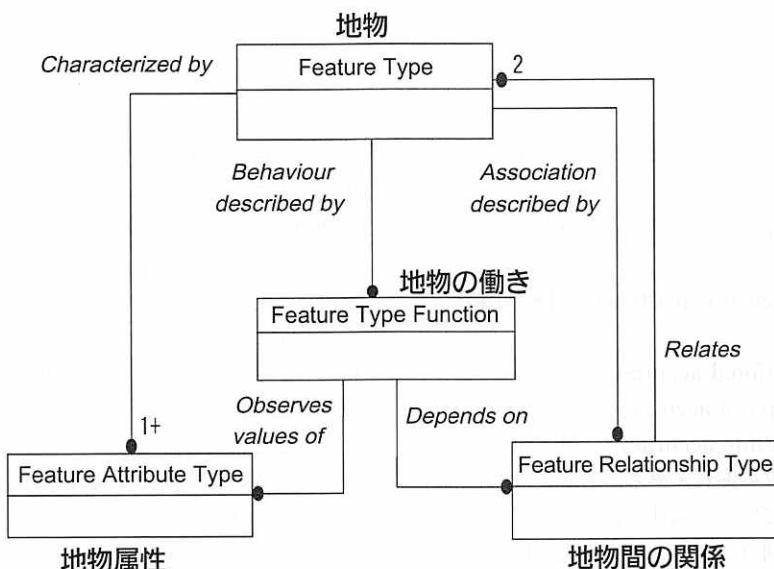 地物
Characterized by
Feature Type
2
Behaviour
described by
Association
described by
地物の働き
Feature Type Function
Relates
Observes
values of
Depends on
1+
Feature Attribute Type
Feature Relationship Type
地物属性
地物間の関係